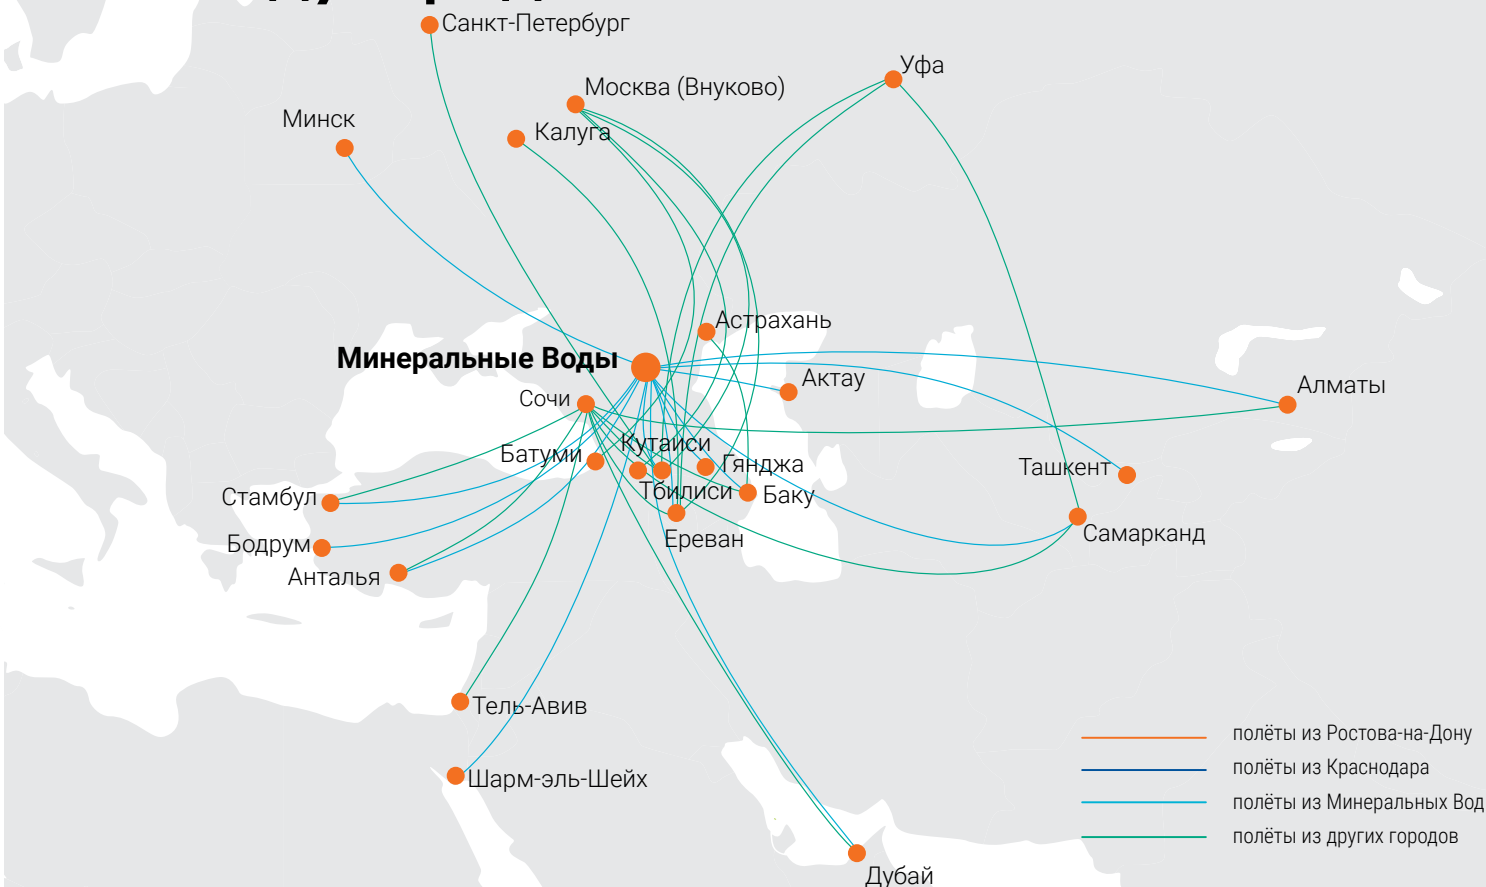 Санкт-Петербург
Уфа
Москва (Внуково)
Минск
Калуга
Астрахань
Минеральные Воды
Актау
Алматы
Сочи
Кутаиси
Батуми
Гянджа
Ташкент
Тбилиси
Баку
Стамбул
Самарканд
Ереван
Бодрум
Анталья
Тель-Авив
Шарм-эль-Шейх
Дубай
полёты из Ростова-на-Дону
полёты из Краснодара
полёты из Минеральных Вод
полёты из других городов